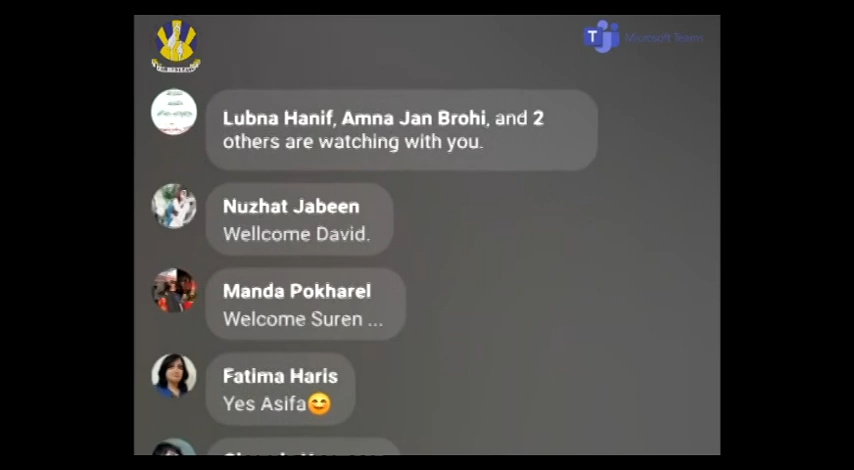 Microsoft Teams
Lubna Hanif, Amna Jan Brohi, and 2
others are watching with you.
Nuzhat Jabeen
Wellcome David.
Manda Pokharel
Welcome Suren ...
Fatima Haris
Yes Asifa😊